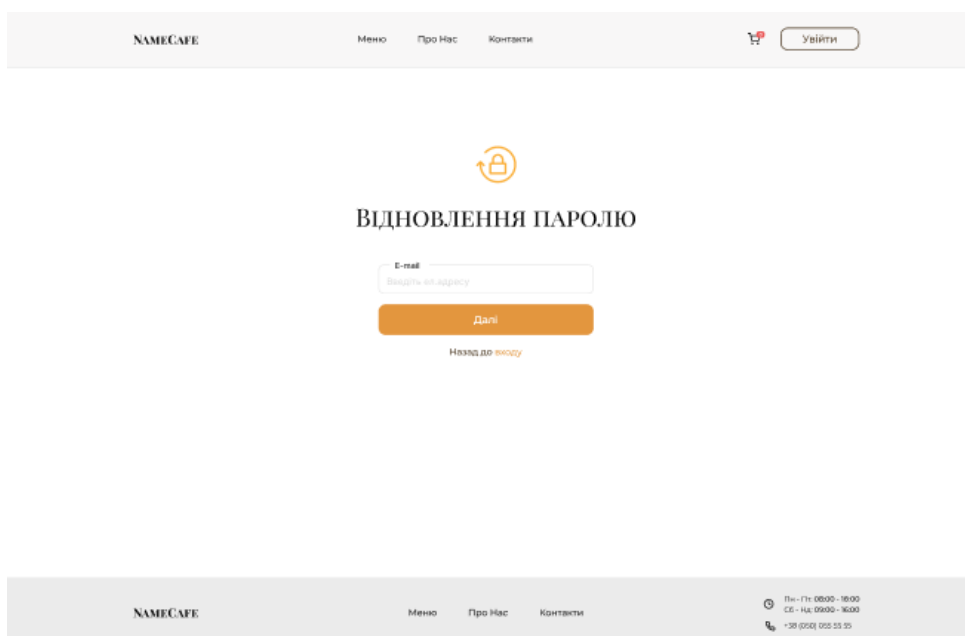 NAMECAFE
Меню Про Нас Контакти
Увійти
Відновлення паролю
E-mail
Введіть ел.адресу
Далі
Назад до входу
NAMECAFE
Меню Про Нас Контакти
Пн - Пт: 08:00 - 18:00
Сб - Нд: 09:00 - 16:00
+38 (050) 055 55 55